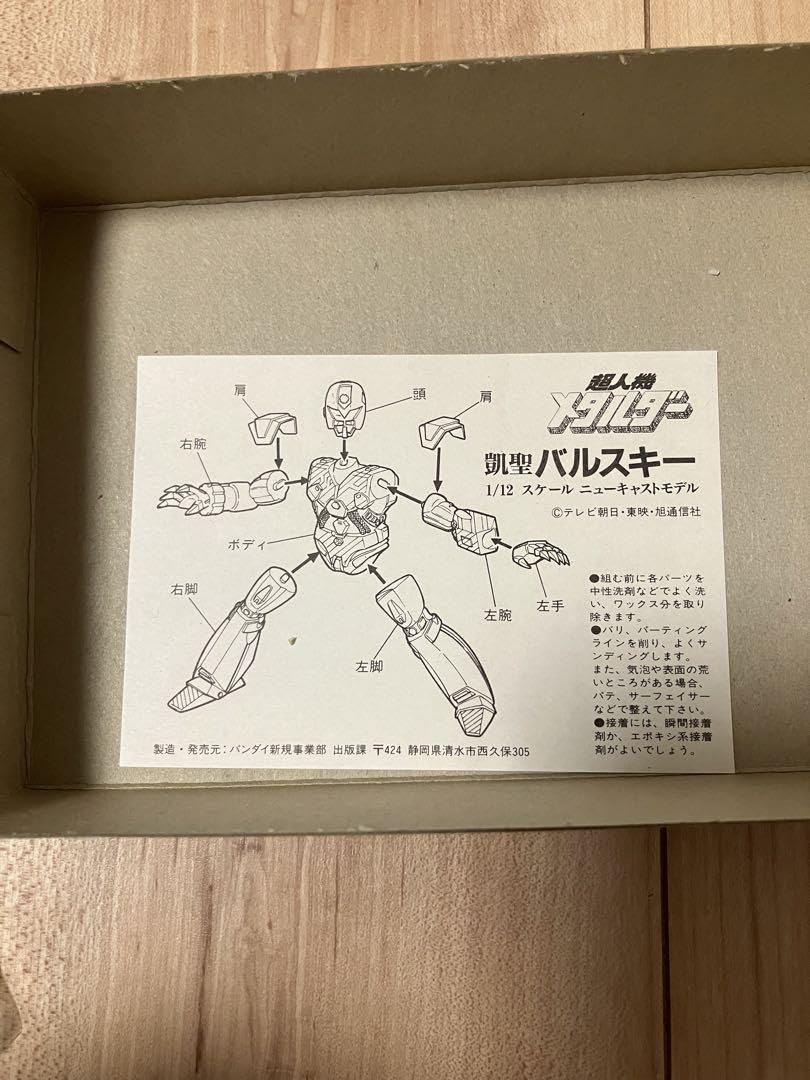 超人機
メタルダー
凱聖 バルスキー
1/12 スケール ニューキャストモデル
©テレビ朝日・東映・旭通信社
肩
頭
肩
右腕
ボディ
右脚
左脚
左腕
左手
●組む前に各パーツを
中性洗剤などでよく洗
い、ワックス分を取り
除きます。
●バリ、パーティング
ラインを削り、よくサ
ンディングします。
また、気泡や表面の荒
いところがある場合、
パテ、サーフェイサー
などで整えて下さい。
●接着には、瞬間接着
剤か、エポキシ系接着
剤がよいでしょう。
製造・発売元：バンダイ新規事業部 出版課 〒424 静岡県清水市西久保305